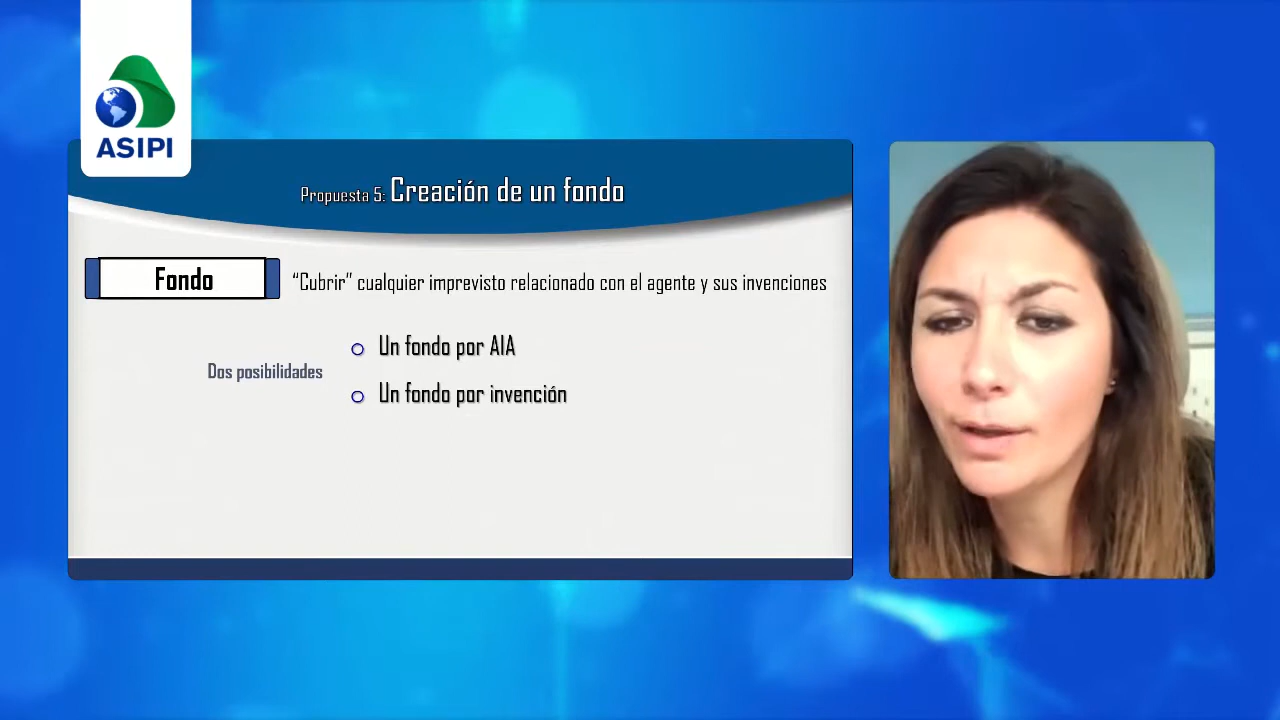 ASIPI
Propuesta 5: Creación de un fondo
Fondo
“Cubrir” cualquier imprevisto relacionado con el agente y sus invenciones
Dos posibilidades
Un fondo por AIA
Un fondo por invención